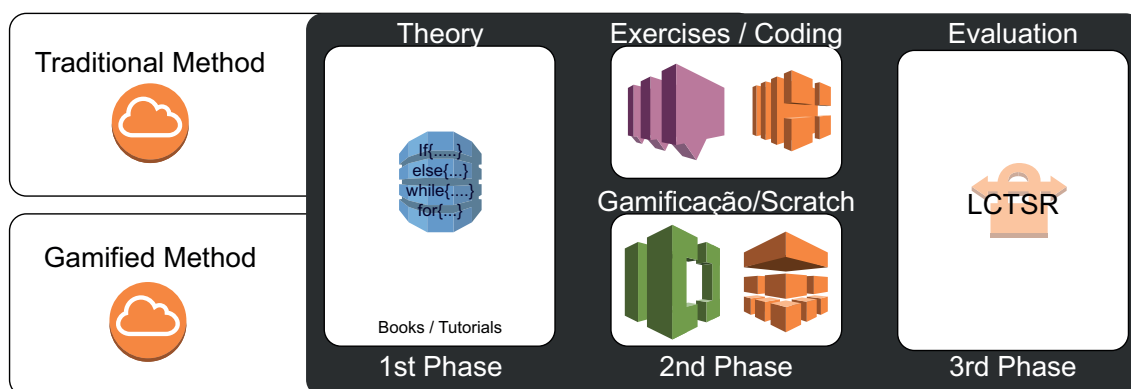 Traditional Method
Gamified Method
Theory
If{.....}
else{...}
while{....}
for{...}
Books / Tutorials
1st Phase
Exercises / Coding
Gamificação/Scratch
2nd Phase
Evaluation
LCTSR
3rd Phase